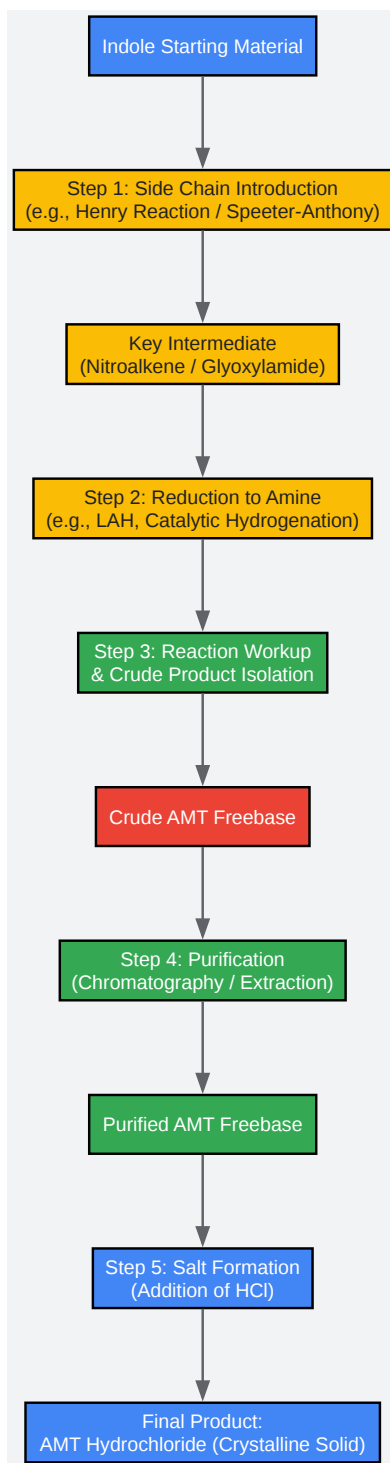 Indole Starting Material
Step 1: Side Chain Introduction
(e.g., Henry Reaction / Speeter-Anthony)
Key Intermediate
(Nitroalkene / Glyoxylamide)
Step 2: Reduction to Amine
(e.g., LAH, Catalytic Hydrogenation)
Step 3: Reaction Workup
& Crude Product Isolation
Crude AMT Freebase
Step 4: Purification
(Chromatography / Extraction)
Purified AMT Freebase
Step 5: Salt Formation
(Addition of HCl)
Final Product:
AMT Hydrochloride (Crystalline Solid)